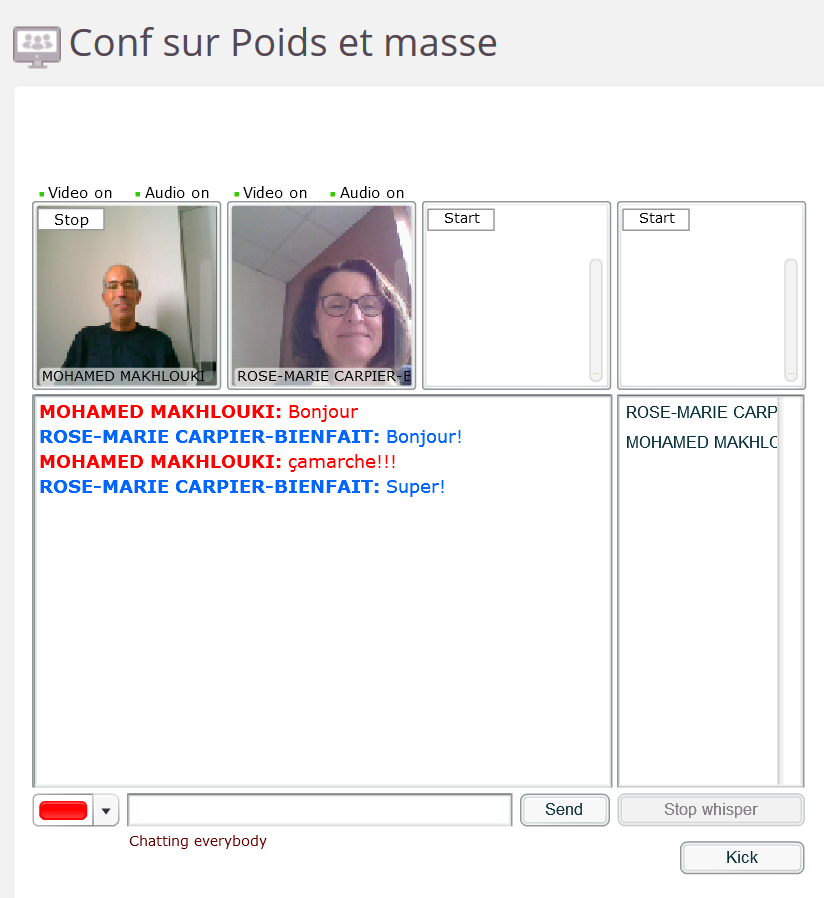 Conf sur Poids et masse
Video on Audio on Video on Audio on
Stop Start Start
MOHAMED MAKHLOUKI ROSE-MARIE CARPIER-B
MOHAMED MAKHLOUKI: Bonjour
ROSE-MARIE CARPIER-BIENFAIT: Bonjour!
MOHAMED MAKHLOUKI: çamarche!!!
ROSE-MARIE CARPIER-BIENFAIT: Super!
ROSE-MARIE CARP
MOHAMED MAKHLO
Send Stop whisper
Chatting everybody
Kick